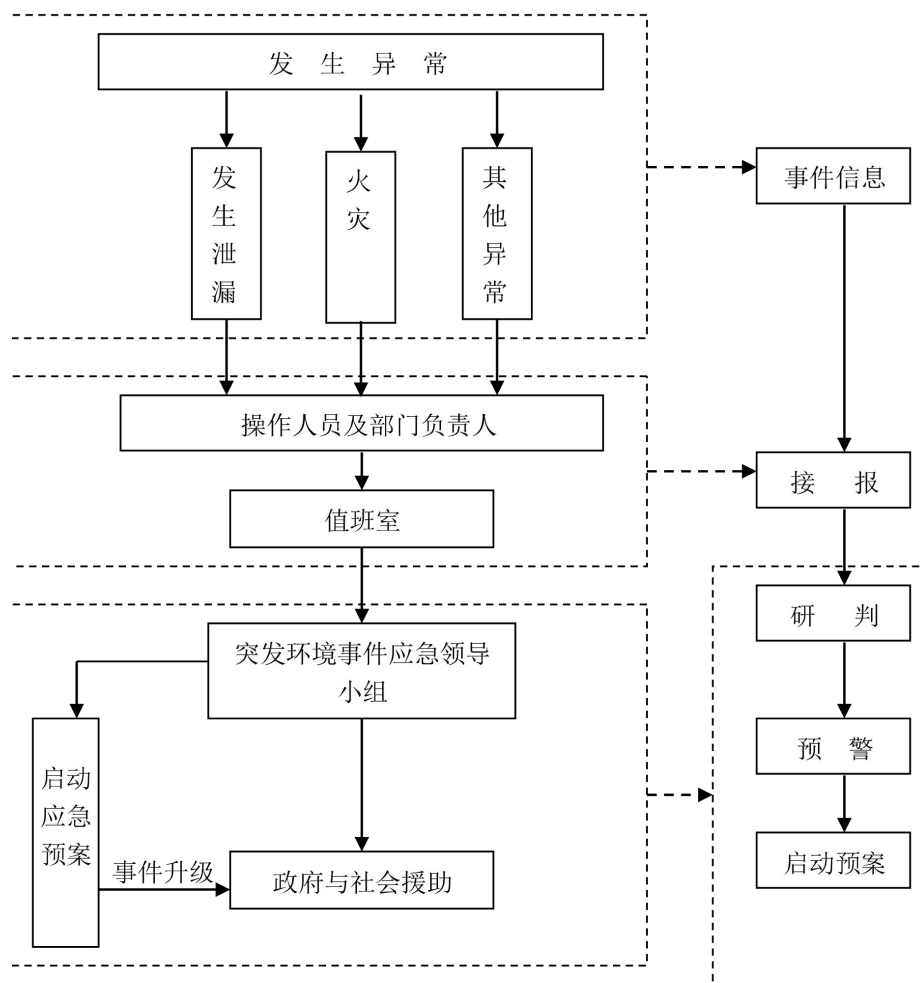 发 生 异 常
发生泄漏
火灾
其他异常
事件信息
操作人员及部门负责人
接 报
值班室
研 判
突发环境事件应急领导
小组
预 警
启动
应急
预案
事件升级
政府与社会援助
启动预案